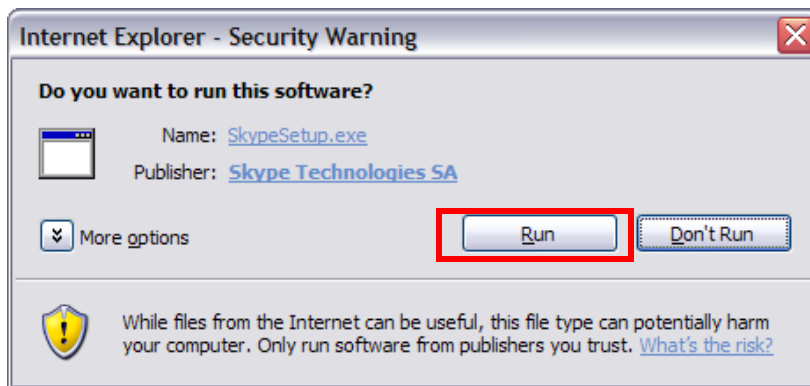 Internet Explorer - Security Warning
Do you want to run this software?
Name: SkypeSetup.exe
Publisher: Skype Technologies SA
More options
Run
Don't Run
While files from the Internet can be useful, this file type can potentially harm
your computer. Only run software from publishers you trust. What's the risk?